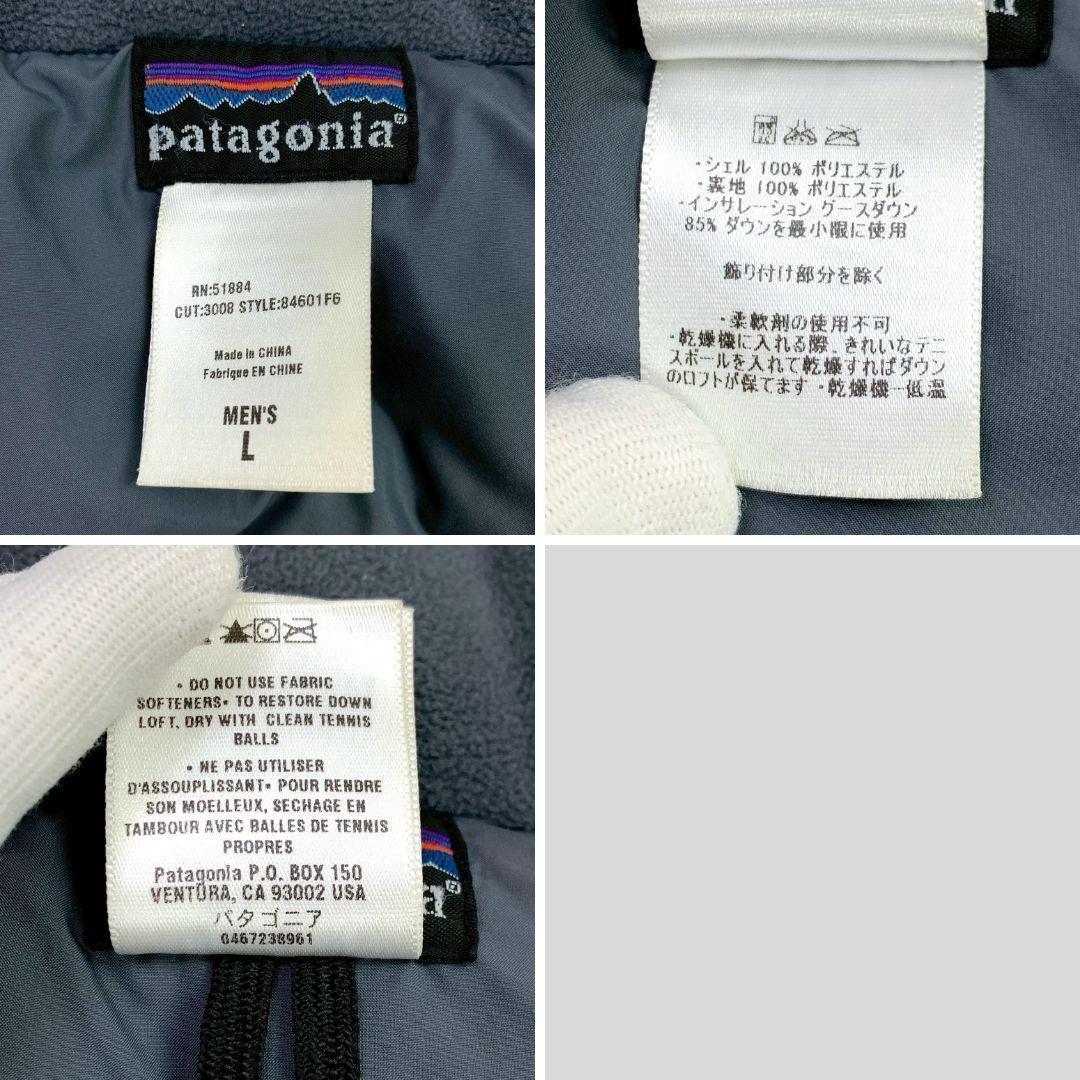 patagonia®
RN:51884
CUT:3008 STYLE:84601F6
Made in CHINA
Fabrique EN CHINE
MEN'S
L
・シェル 100% ポリエステル
・裏地 100% ポリエステル
・インサレーション グースダウン
85% ダウンを最小限に使用
飾り付け部分を除く
・柔軟剤の使用不可
・乾燥機に入れる際、きれいなテニ
スボールを入れて乾燥すればダウン
のロフトが保てます ・乾燥機ー低温
• DO NOT USE FABRIC
SOFTENERS• TO RESTORE DOWN
LOFT, DRY WITH CLEAN TENNIS
BALLS
• NE PAS UTILISER
D'ASSOUPLISSANT• POUR RENDRE
SON MOELLEUX, SECHAGE EN
TAMBOUR AVEC BALLES DE TENNIS
PROPRES
Patagonia P.O. BOX 150
VENTURA, CA 93002 USA
パタゴニア
0467238961